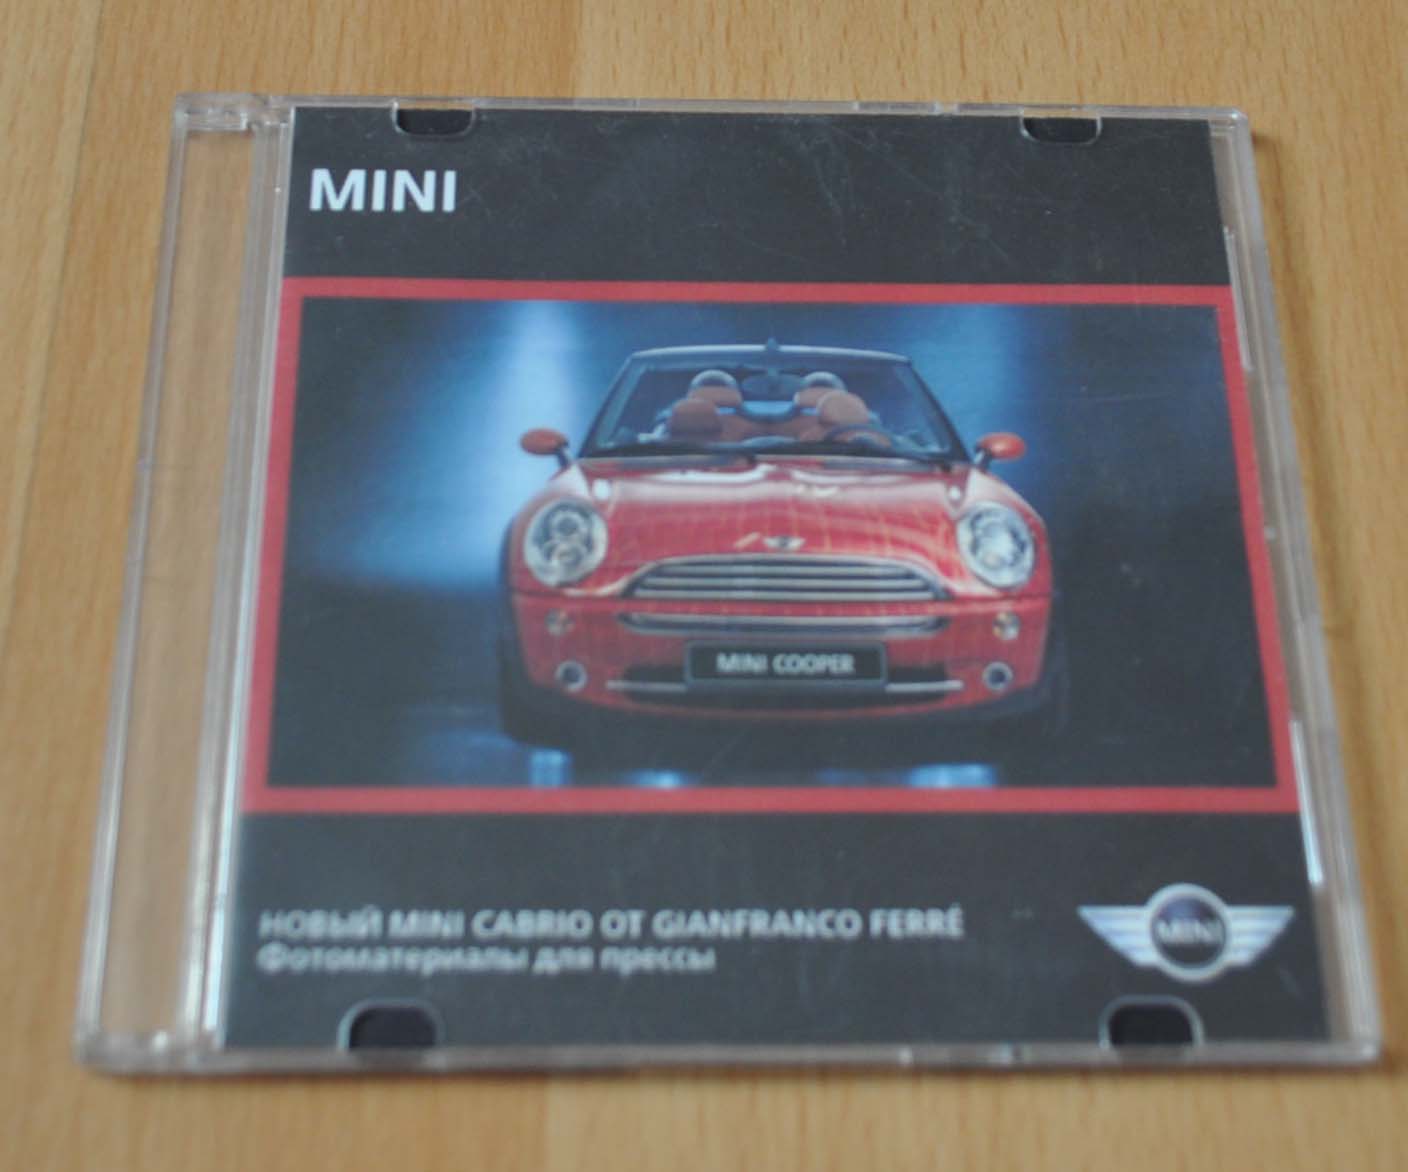 MINI
MINI COOPER
НОВЫЙ MINI CABRIO ОТ GIANFRANCO FERRÉ
Фотоматериалы для прессы
MINI